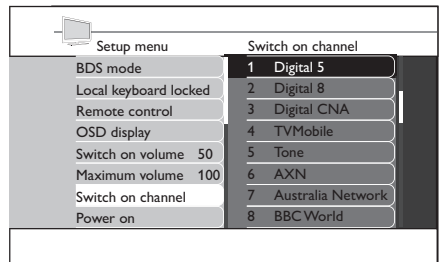 Setup menu
BDS mode
Local keyboard locked
Remote control
OSD display
Switch on volume 50
Maximum volume 100
Switch on channel
Power on
Switch on channel
1 Digital 5
2 Digital 8
3 Digital CNA
4 TVMobile
5 Tone
6 AXN
7 Australia Network
8 BBC World